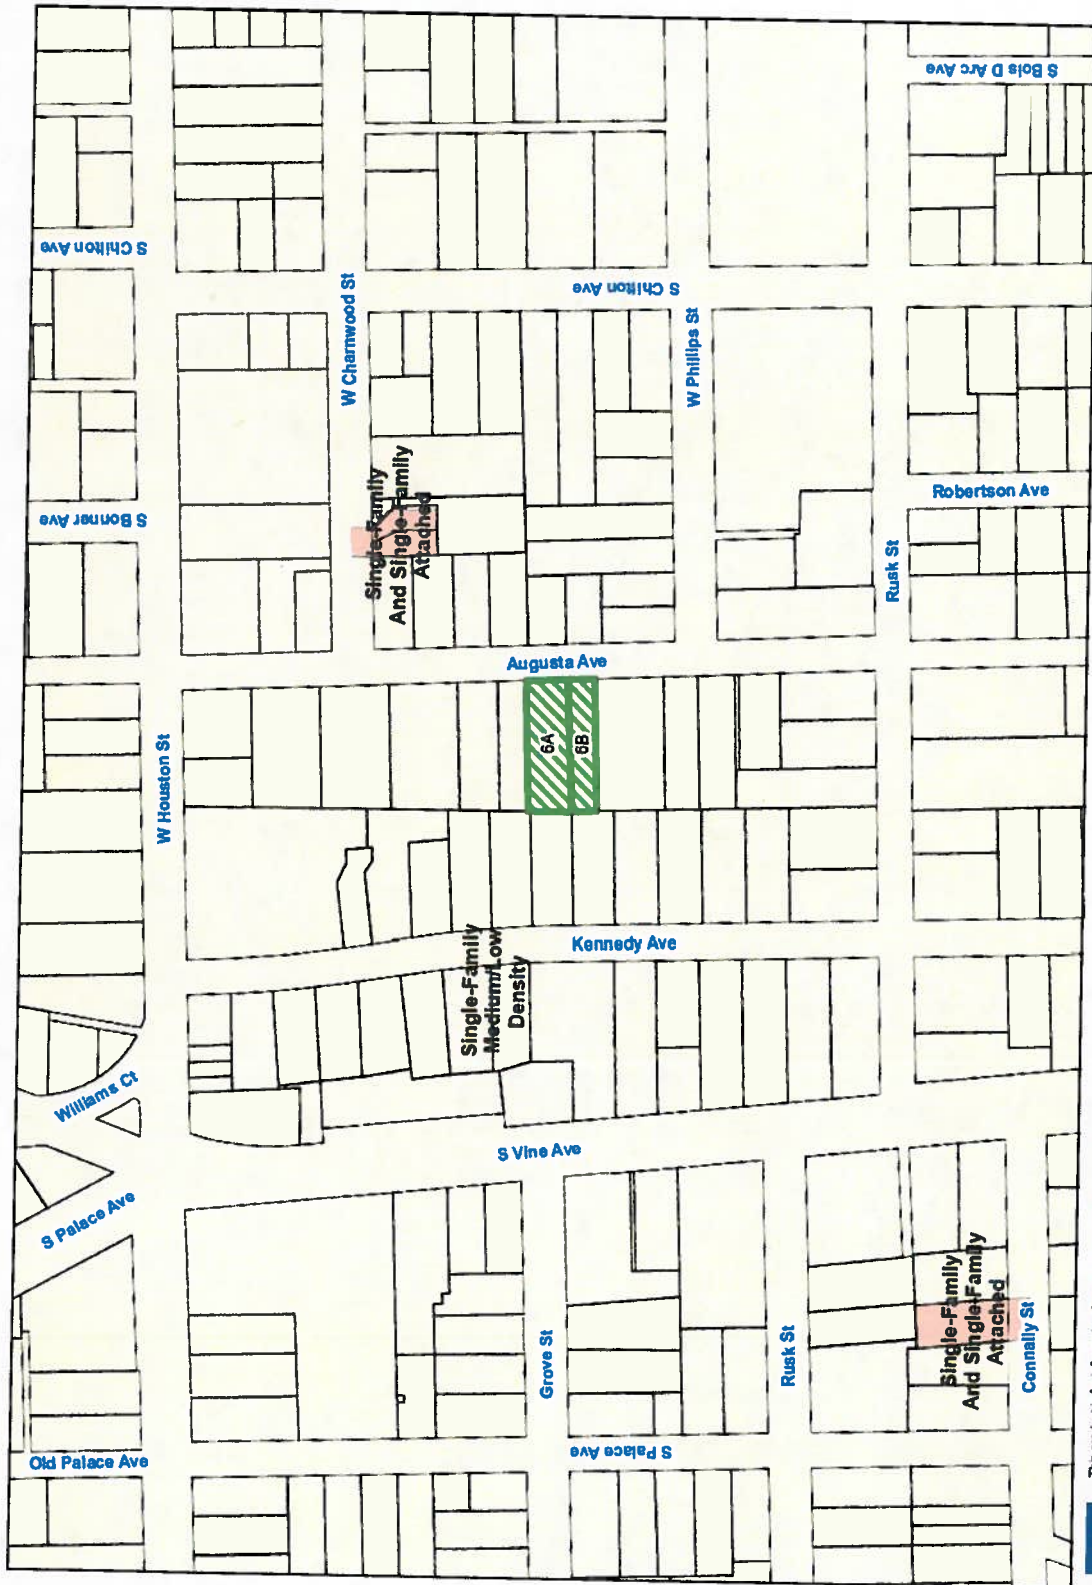 S Bois D Arc Ave
S Chilton Ave
S Chilton Ave
W Charnwood St
W Phillips St
Single-Family
And Single-Family
Attached
S Bonner Ave
Robertson Ave
Rusk St
Augusta Ave
W Houston St
6A
6B
Kennedy Ave
Single-Family
Medium/Low
Density
Williams Ct
S Vine Ave
S Palace Ave
Single-Family
And Single-Family
Attached
Grove St
Rusk St
Connally St
Old Palace Ave
S Palace Ave